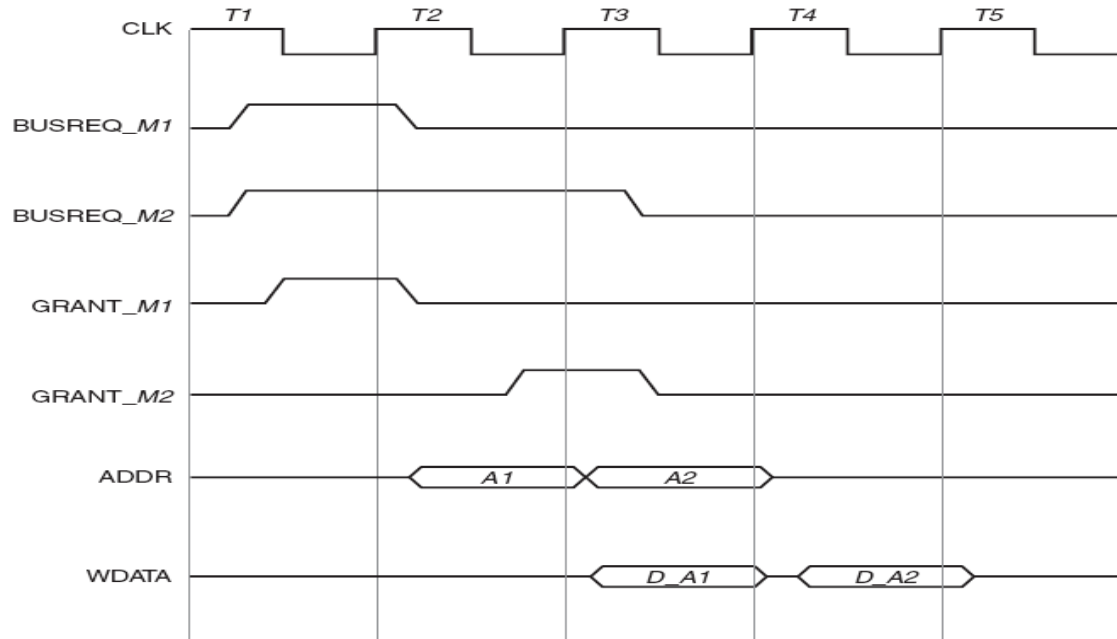 T1 T2 T3 T4 T5
CLK
BUSREQ_M1
BUSREQ_M2
GRANT_M1
GRANT_M2
ADDR A1 A2
WDATA D_A1 D_A2